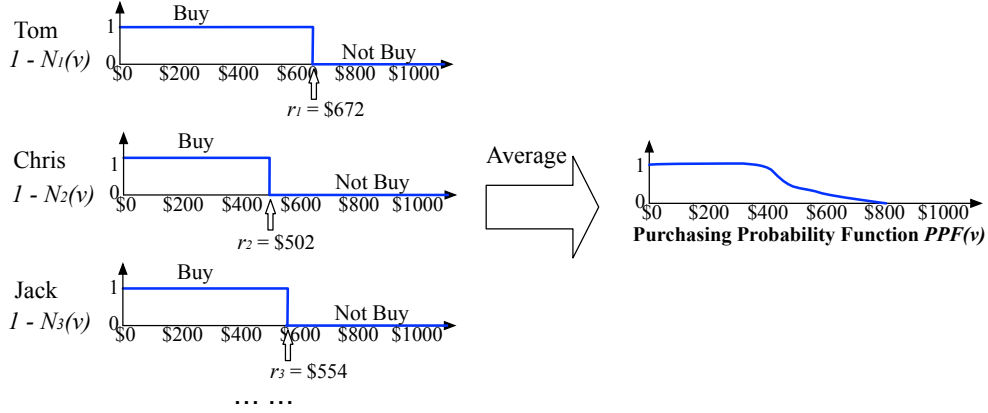 Tom
1 - N1(v)
1
0
Buy
Not Buy
$0 $200 $400 $600 $800 $1000
r1 = $672
Chris
1 - N2(v)
1
0
Buy
Not Buy
$0 $200 $400 $600 $800 $1000
r2 = $502
Jack
1 - N3(v)
1
0
Buy
Not Buy
$0 $200 $400 $600 $800 $1000
r3 = $554
... ...
Average
1
0
$0 $200 $400 $600 $800 $1000
Purchasing Probability Function PPF(v)